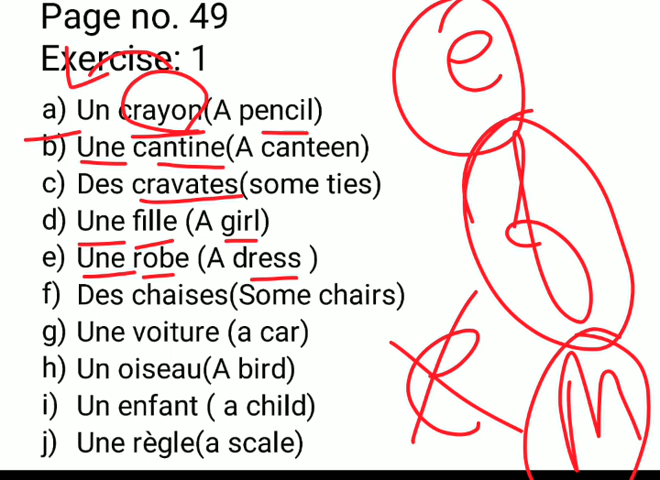 Page no. 49
Exercise: 1
a) Un crayon(A pencil)
b) Une cantine(A canteen)
c) Des cravates(some ties)
d) Une fille (A girl)
e) Une robe (A dress )
f) Des chaises(Some chairs)
g) Une voiture (a car)
h) Un oiseau(A bird)
i) Un enfant ( a child)
j) Une règle(a scale)
e
e
M